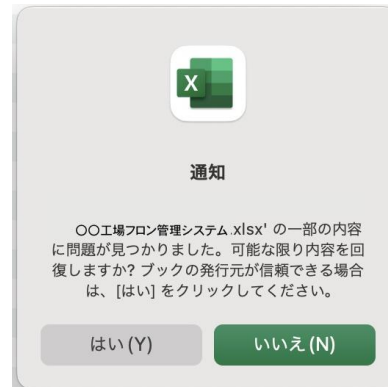 X
通知
〇〇工場フロン管理システム.xlsx' の一部の内容
に問題が見つかりました。可能な限り内容を回
復しますか? ブックの発行元が信頼できる場合
は、[はい] をクリックしてください。
はい (Y)
いいえ (N)